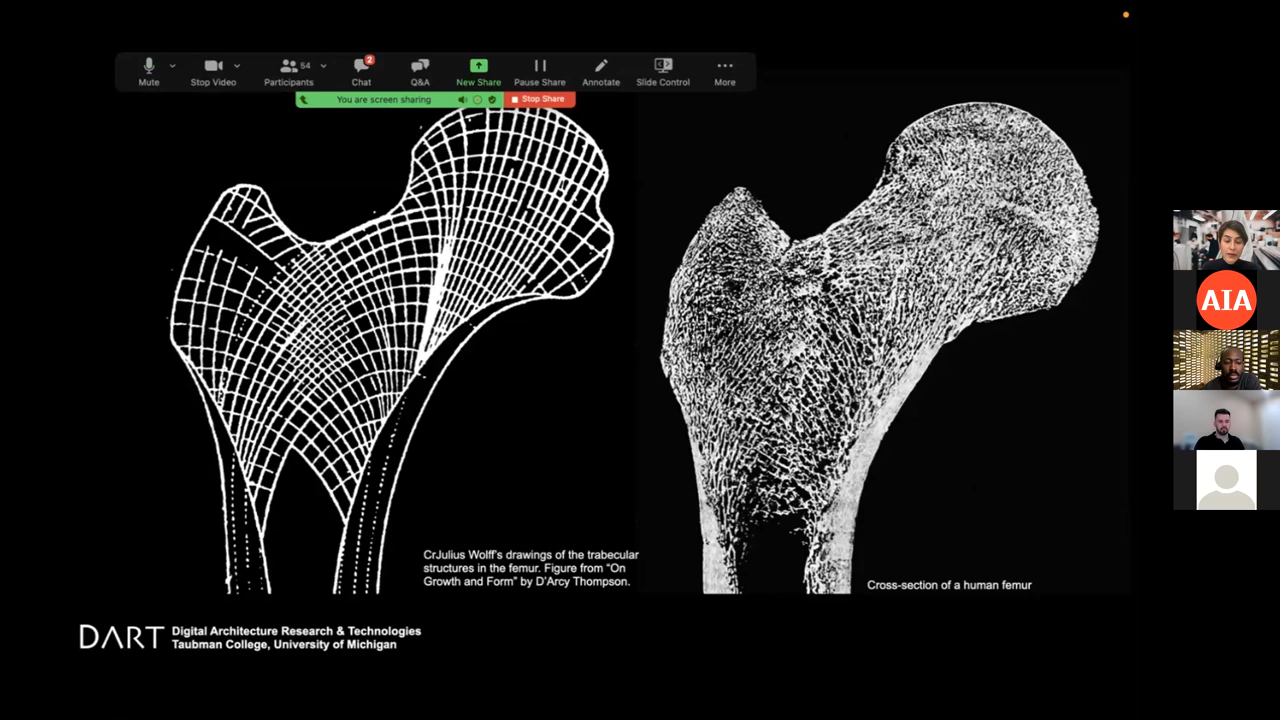 54
2
Mute
Stop Video
Participants
Chat
Q&A
New Share
Pause Share
Annotate
Slide Control
More
You are screen sharing
Stop Share
AIA
CrJulius Wolff's drawings of the trabecular
structures in the femur. Figure from "On
Growth and Form" by D'Arcy Thompson.
Cross-section of a human femur
DART
Digital Architecture Research & Technologies
Taubman College, University of Michigan